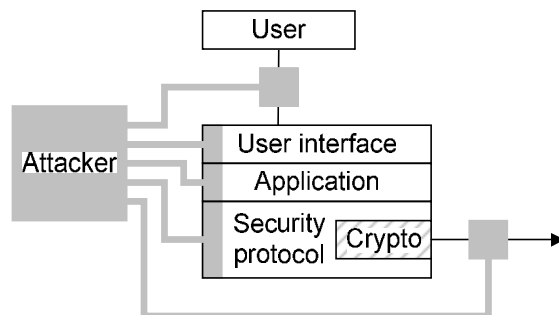 User
Attacker
User interface
Application
Security
protocol
Crypto